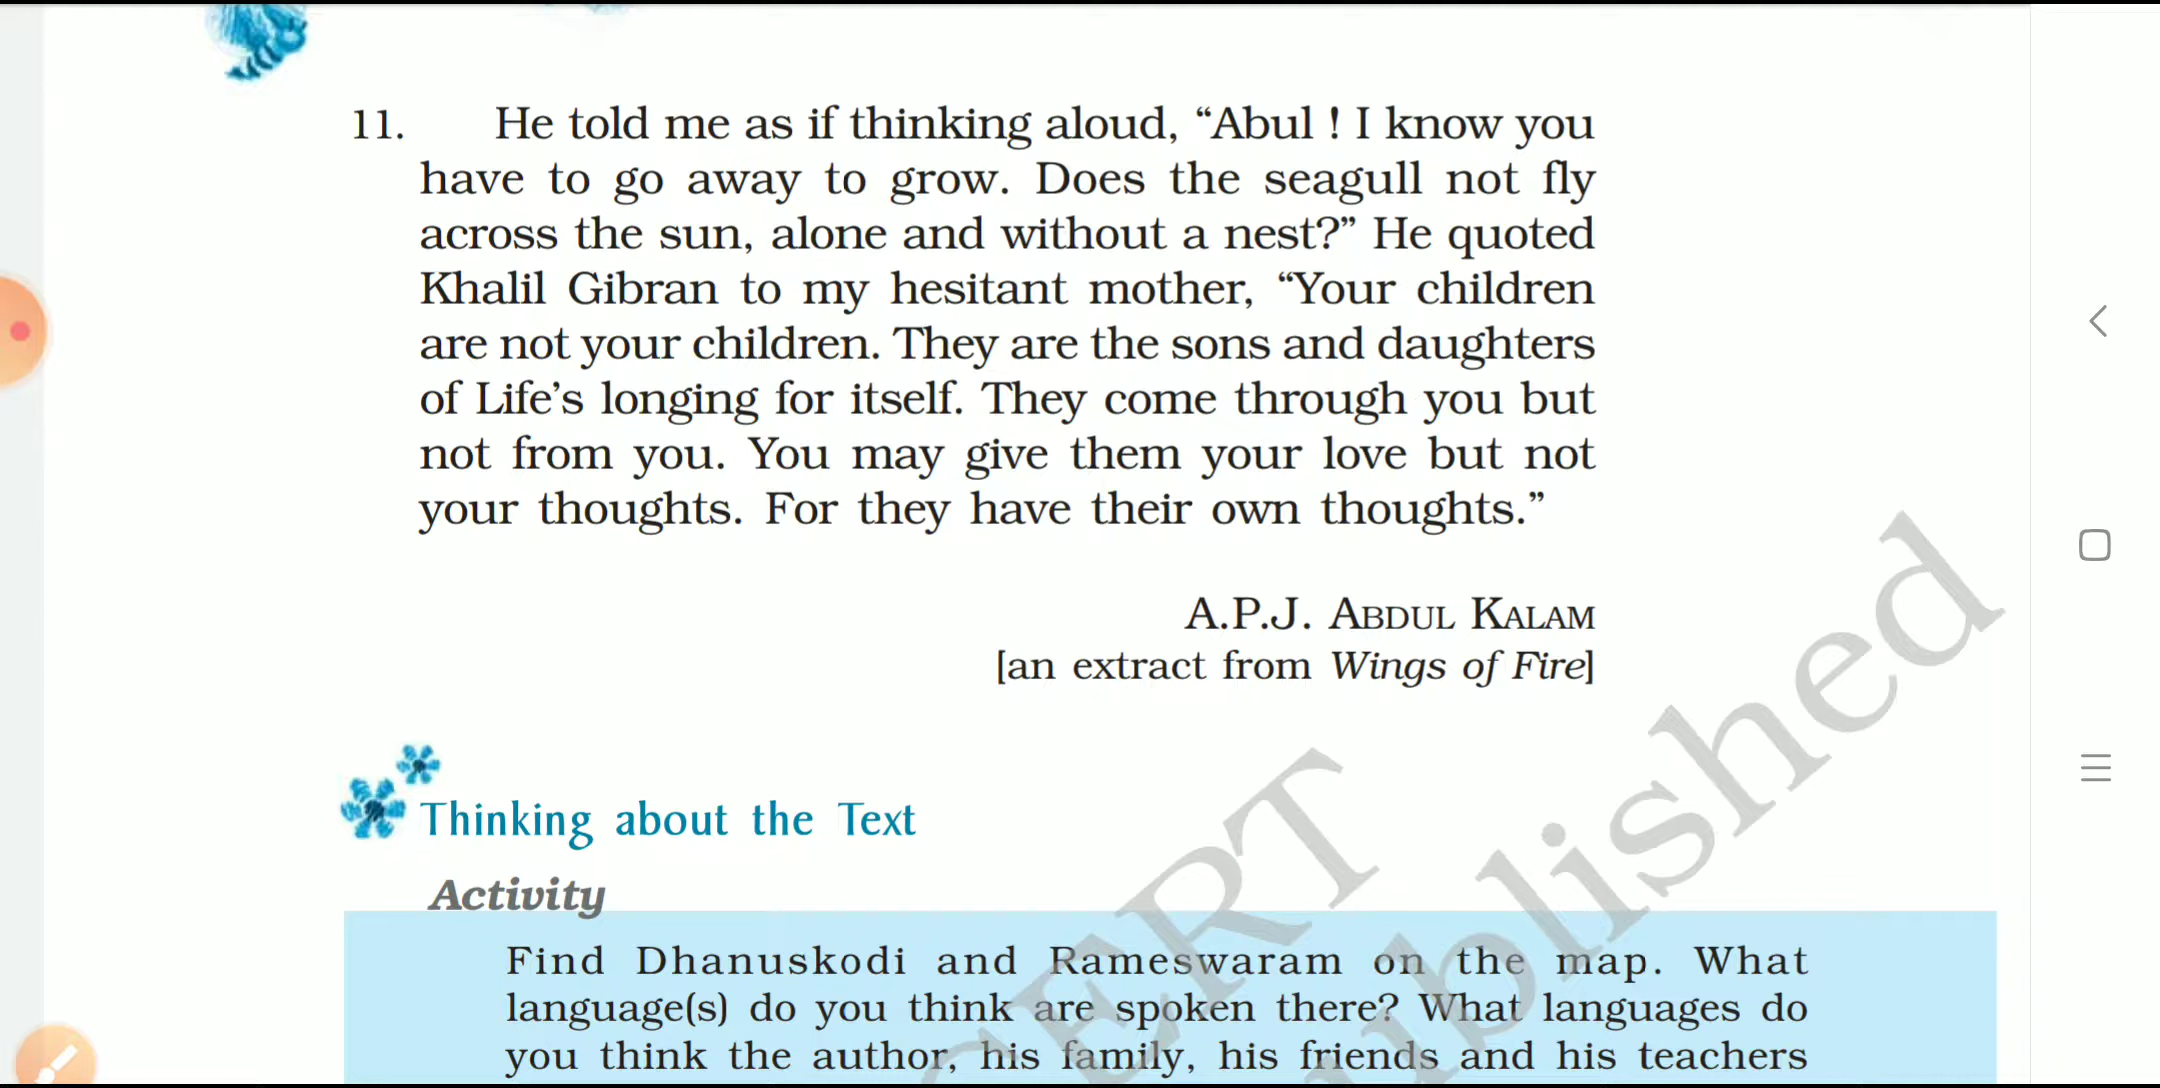 11. He told me as if thinking aloud, “Abul ! I know you
have to go away to grow. Does the seagull not fly
across the sun, alone and without a nest?” He quoted
Khalil Gibran to my hesitant mother, “Your children
are not your children. They are the sons and daughters
of Life’s longing for itself. They come through you but
not from you. You may give them your love but not
your thoughts. For they have their own thoughts.”
A.P.J. ABDUL KALAM
[an extract from Wings of Fire]
Thinking about the Text
Activity
Find Dhanuskodi and Rameswaram on the map. What
language(s) do you think are spoken there? What languages do
you think the author, his family, his friends and his teachers
CERT
ublished